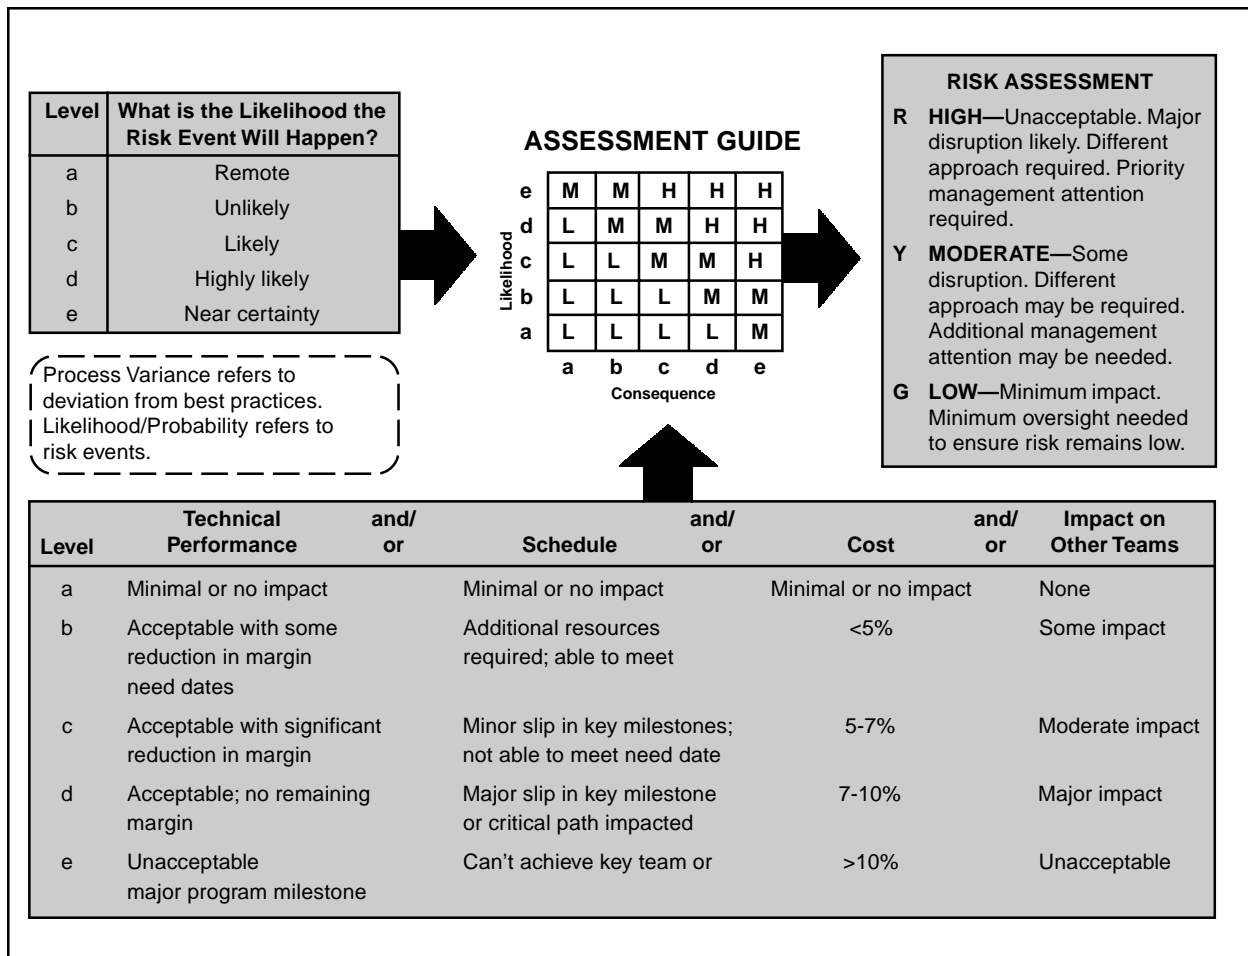 Level What is the Likelihood the
Risk Event Will Happen?
a Remote
b Unlikely
c Likely
d Highly likely
e Near certainty
Process Variance refers to
deviation from best practices.
Likelihood/Probability refers to
risk events.
ASSESSMENT GUIDE
Likelihood
e M M H H H
d L M M H H
c L L M M H
b L L L M M
a L L L L M
a b c d e
Consequence
RISK ASSESSMENT
R HIGH—Unacceptable. Major
disruption likely. Different
approach required. Priority
management attention
required.
Y MODERATE—Some
disruption. Different
approach may be required.
Additional management
attention may be needed.
G LOW—Minimum impact.
Minimum oversight needed
to ensure risk remains low.
Technical and/ and/ and/ Impact on
Level Performance or Schedule or Cost or Other Teams
a Minimal or no impact Minimal or no impact Minimal or no impact None
b Acceptable with some Additional resources <5% Some impact
reduction in margin required; able to meet
need dates
c Acceptable with significant Minor slip in key milestones; 5-7% Moderate impact
reduction in margin not able to meet need date
d Acceptable; no remaining Major slip in key milestone 7-10% Major impact
margin or critical path impacted
e Unacceptable Can't achieve key team or >10% Unacceptable
major program milestone